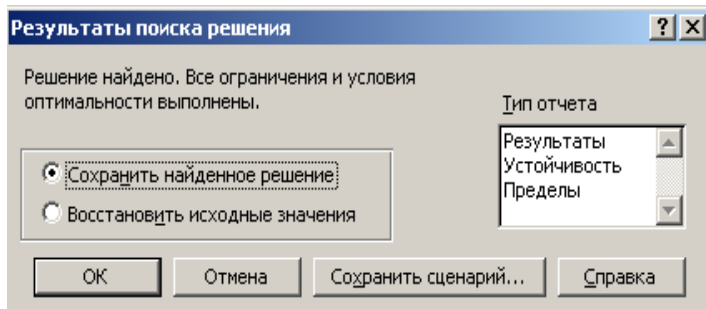 Результаты поиска решения
Решение найдено. Все ограничения и условия
оптимальности выполнены.
Тип отчета
Результаты
Устойчивость
Пределы
Сохранить найденное решение
Восстановить исходные значения
ОК
Отмена
Сохранить сценарий...
Справка